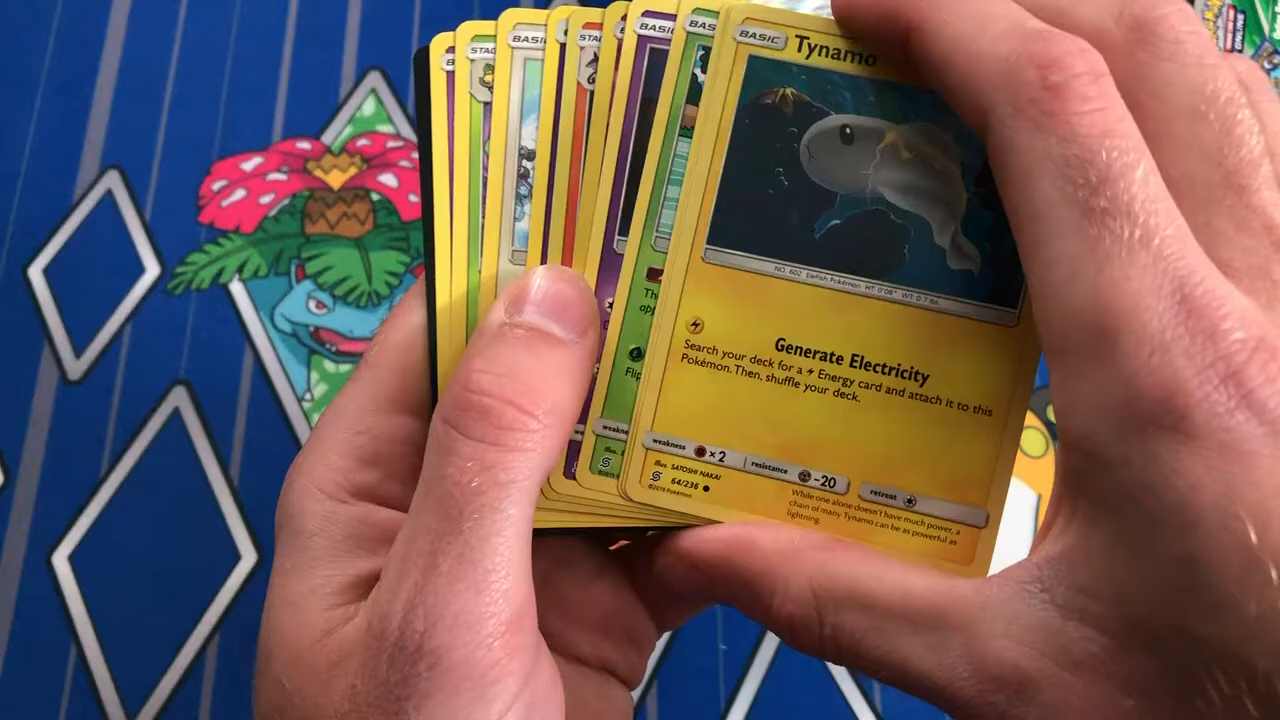 BASIC Tynamo
NO. 602 EleFish Pokémon HT: 0'08" WT: 0.7 lbs.
Generate Electricity
Search your deck for a Energy card and attach it to this
Pokémon. Then, shuffle your deck.
weakness ×2 resistance -20 retreat
Illus. SATOSHI NAKAI
64/236
©2019 Pokémon
While one alone doesn't have much power, a
chain of many Tynamo can be as powerful as
lightning.
BASIC
BASIC
BASIC
STAG
Th
Flip
weakne
ONLINE